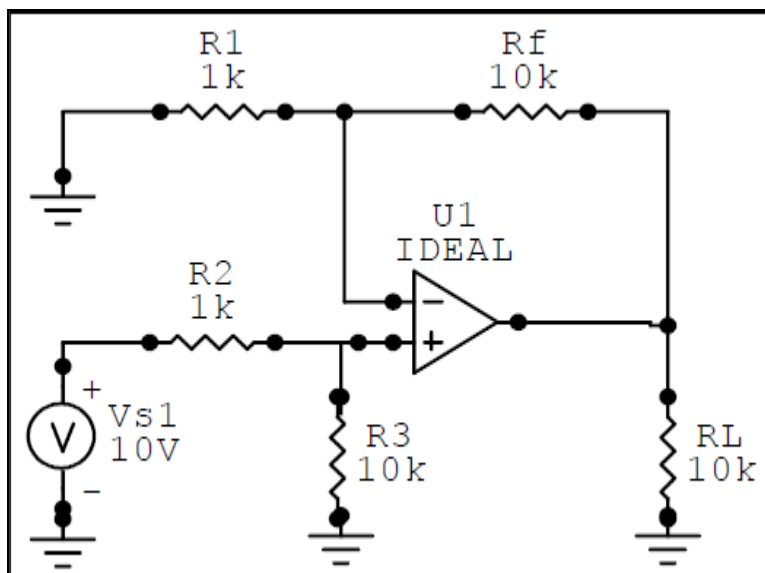 R1
1k
Rf
10k
U1
IDEAL
−
+
R2
1k
+
Vs1
10V
V
−
R3
10k
RL
10k